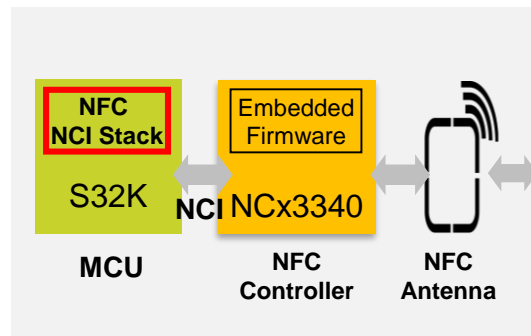 NFC
NCI Stack
S32K
MCU
NCI
Embedded
Firmware
NCx3340
NFC
Controller
NFC
Antenna